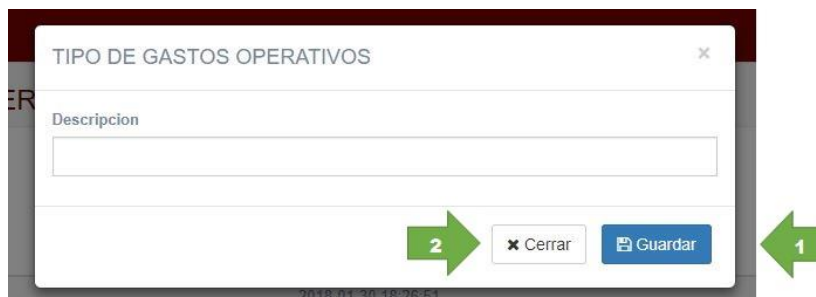 TIPO DE GASTOS OPERATIVOS ×
ER
Descripcion
2 Cerrar Guardar 1
2018-01-30 18:26:51